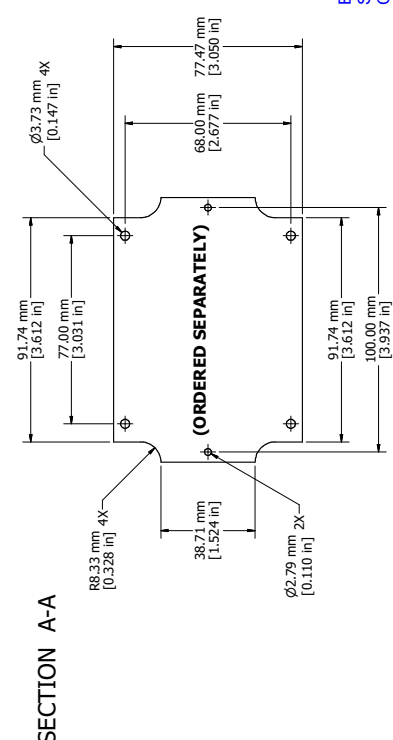 SECTION A-A
Ø3.73 mm 4X
[0.147 in]
77.47 mm
[3.050 in]
68.00 mm
[2.677 in]
91.74 mm
[3.612 in]
77.00 mm
[3.031 in]
(ORDERED SEPARATELY)
R8.33 mm 4X
[0.328 in]
38.71 mm
[1.524 in]
Ø2.79 mm 2X
[0.110 in]
91.74 mm
[3.612 in]
100.00 mm
[3.937 in]